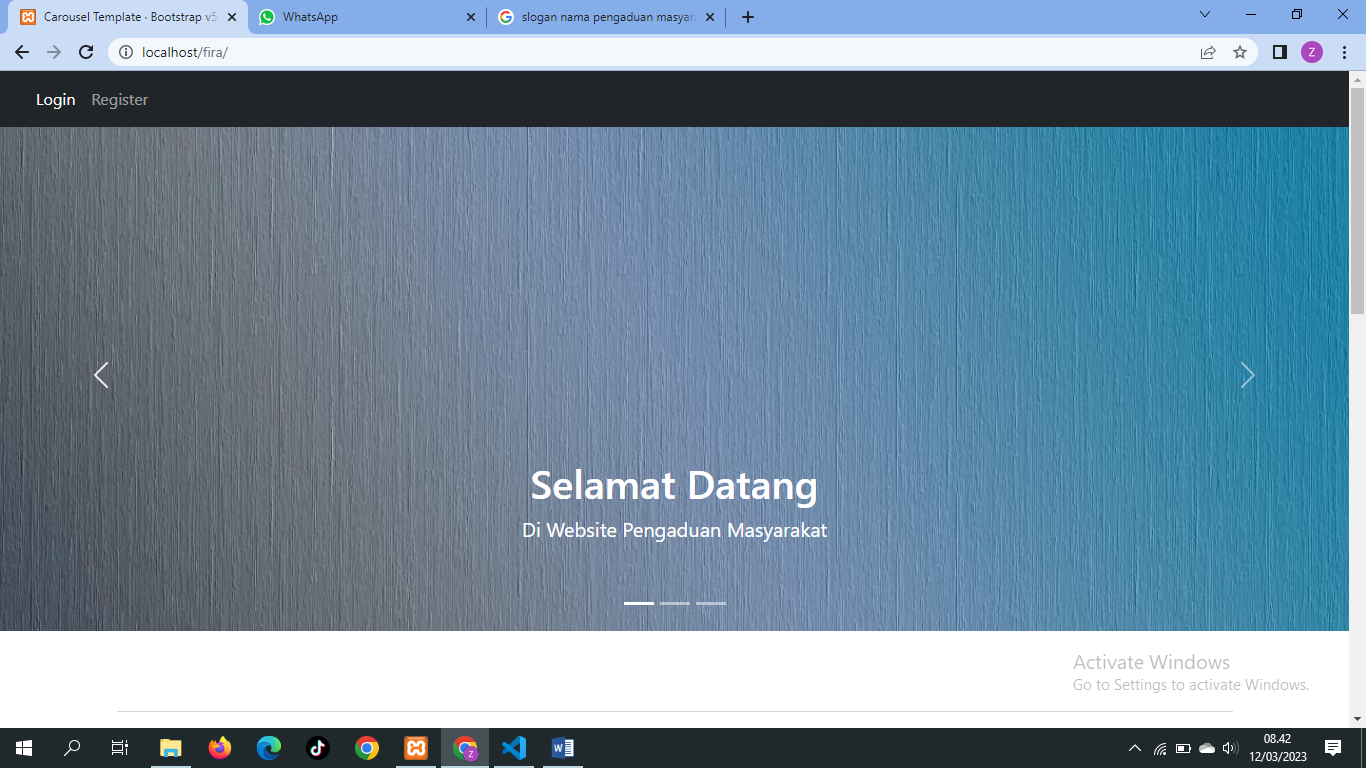 Carousel Template · Bootstrap v5
WhatsApp
slogan nama pengaduan masyara
localhost/fira/
Z
Login
Register
Selamat Datang
Di Website Pengaduan Masyarakat
Activate Windows
Go to Settings to activate Windows.
Z
W
08.42
12/03/2023